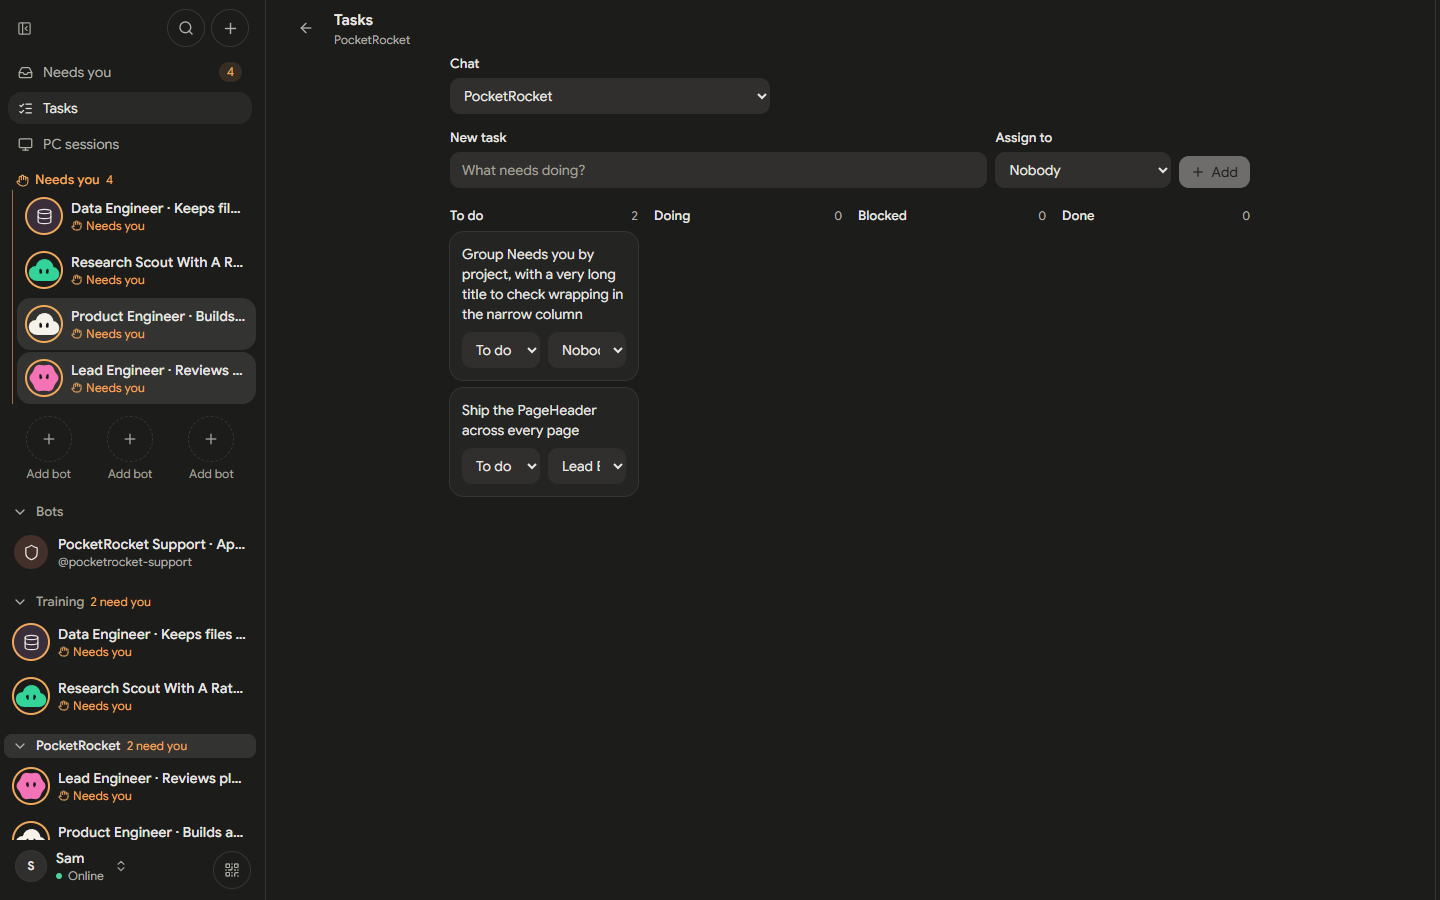 Needs you 4
Tasks
PC sessions
Needs you 4
Data Engineer · Keeps fil...
Needs you
Research Scout With A R...
Needs you
Product Engineer · Builds...
Needs you
Lead Engineer · Reviews ...
Needs you
Add bot Add bot Add bot
Bots
PocketRocket Support · Ap...
@pocketrocket-support
Training 2 need you
Data Engineer · Keeps files ...
Needs you
Research Scout With A Rat...
Needs you
PocketRocket 2 need you
Lead Engineer · Reviews pl...
Needs you
Product Engineer · Builds a...
S
Sam
Online
Tasks
PocketRocket
Chat
PocketRocket
New task
What needs doing?
Assign to
Nobody
Add
To do 2
Doing 0
Blocked 0
Done 0
Group Needs you by
project, with a very long
title to check wrapping in
the narrow column
To do
Ship the PageHeader
across every page
To do
Lead